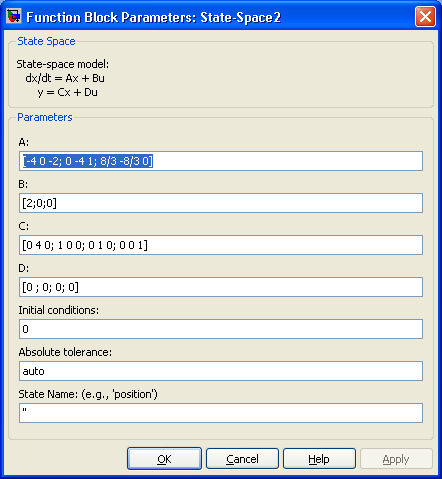 Function Block Parameters: State-Space2
State Space
State-space model:
dx/dt = Ax + Bu
y = Cx + Du
Parameters
A:
[-4 0 -2; 0 -4 1; 8/3 -8/3 0]
B:
[2;0;0]
C:
[0 4 0; 1 0 0; 0 1 0; 0 0 1]
D:
[0 ; 0; 0; 0]
Initial conditions:
0
Absolute tolerance:
auto
State Name: (e.g., 'position')
''
OK Cancel Help Apply